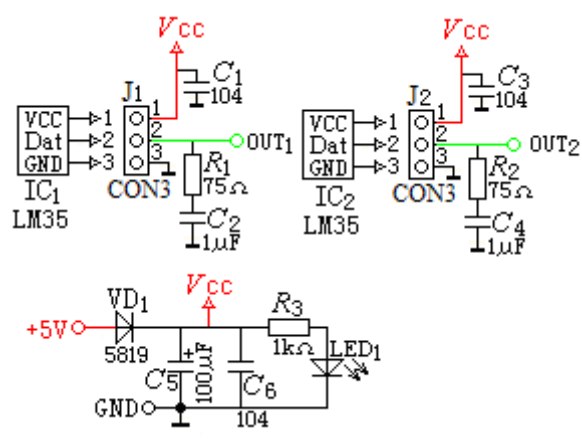 VCC
VCC
C1
104
C3
104
J1
J2
VCC 1 1
Dat 2 2 OUT1
GND 3 3
VCC 1 1
Dat 2 2 OUT2
GND 3 3
IC1
LM35
CON3
R1
75Ω
C2
1μF
IC2
LM35
CON3
R2
75Ω
C4
1μF
VCC
VD1
+5V
5819
R3
1kΩ
LED1
C5
+
100μF
C6
104
GND